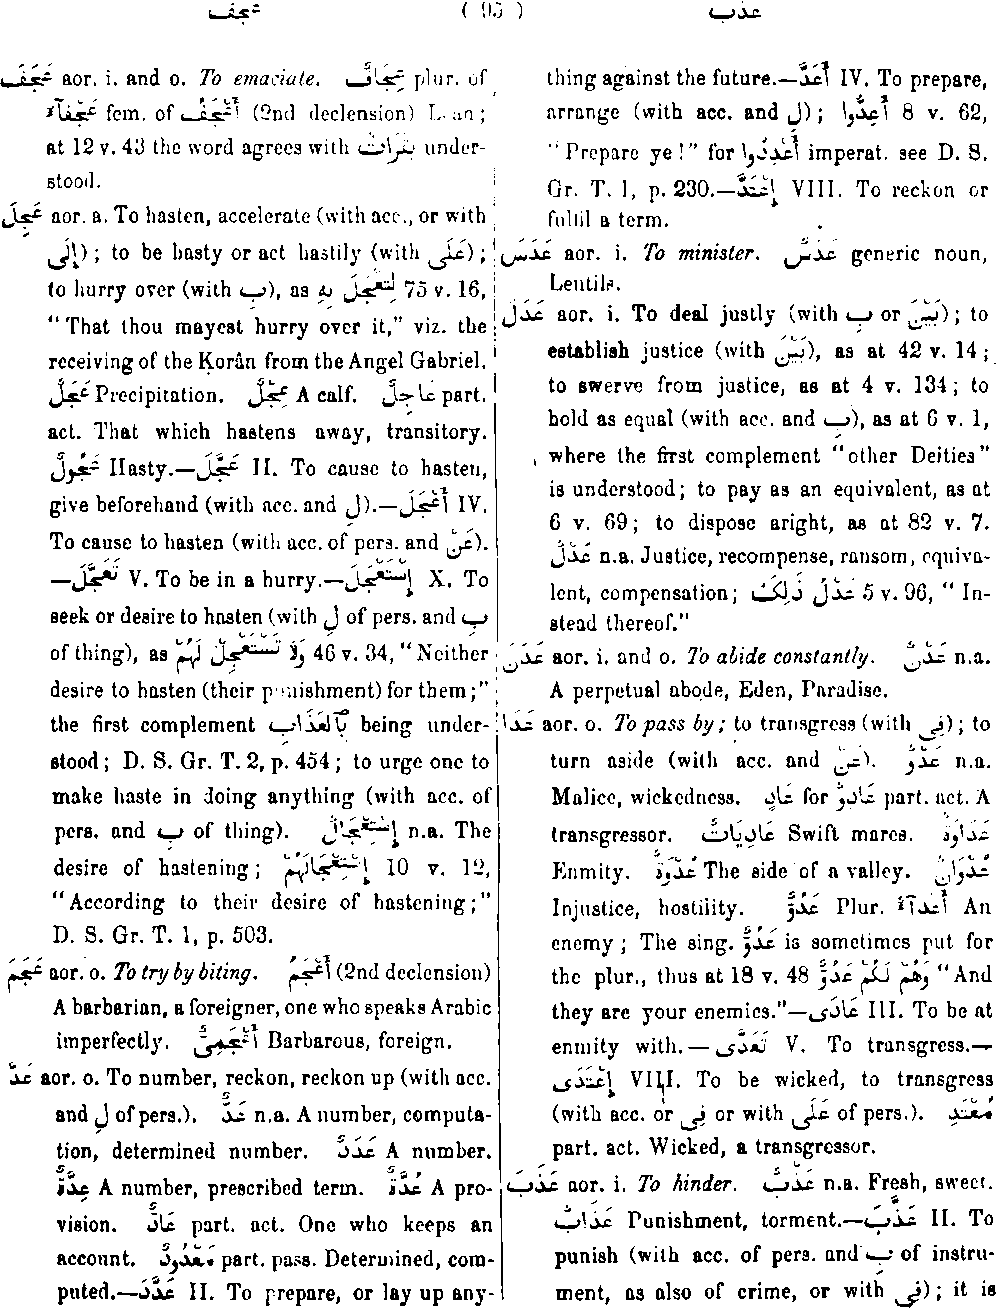 عجف ( 95 ) عذب
عَجَفَ aor. i. and o. To emaciate. عِجَافٌ plur. of
عَجْفَآءُ fem. of أَعْجَفُ (2nd declension) Lean;
at 12 v. 43 the word agrees with بَقَرَاتٌ under-
stood.
عَجِلَ aor. a. To hasten, accelerate (with acc., or with
إِلَى); to be hasty or act hastily (with عَلَى);
to hurry over (with بِ), as لِتَعْجَلَ بِهِ 75 v. 16,
“That thou mayest hurry over it,” viz. the
receiving of the Korân from the Angel Gabriel.
عَجَلٌ Precipitation. عِجْلٌ A calf. عَاجِلٌ part.
act. That which hastens away, transitory.
عَجُولٌ Hasty.—عَجَّلَ II. To cause to hasten,
give beforehand (with acc. and لِ).—أَعْجَلَ IV.
To cause to hasten (with acc. of pers. and عَنْ).
—تَعَجَّلَ V. To be in a hurry.—إِسْتَعْجَلَ X. To
seek or desire to hasten (with لِ of pers. and بِ
of thing), as وَلَا تَسْتَعْجِلْ لَهُمْ 46 v. 34, “Neither
desire to hasten (their punishment) for them;”
the first complement بِٱلْعَذَابِ being under-
stood; D. S. Gr. T. 2, p. 454; to urge one to
make haste in doing anything (with acc. of
pers. and بِ of thing). إِسْتِعْجَالٌ n.a. The
desire of hastening; إِسْتِعْجَالَهُمْ 10 v. 12,
“According to their desire of hastening;”
D. S. Gr. T. 1, p. 503.
عَجَمَ aor. o. To try by biting. أَعْجَمُ (2nd declension)
A barbarian, a foreigner, one who speaks Arabic
imperfectly. أَعْجَمِىٌّ Barbarous, foreign.
عَدَّ aor. o. To number, reckon, reckon up (with acc.
and لِ of pers.). عَدٌّ n.a. A number, computa-
tion, determined number. عَدَدٌ A number.
عِدَّةٌ A number, prescribed term. عُدَّةٌ A pro-
vision. عَادٌّ part. act. One who keeps an
account. مَعْدُودٌ part. pass. Determined, com-
puted.—عَدَّدَ II. To prepare, or lay up any-
thing against the future.—أَعَدَّ IV. To prepare,
arrange (with acc. and لِ); أَعِدُّوا 8 v. 62,
“Prepare ye!” for أَعْدِدُوا imperat. see D. S.
Gr. T. 1, p. 230.—إِعْتَدَّ VIII. To reckon or
fulfil a term.
عَدَسَ aor. i. To minister. عَدَسٌ generic noun,
Lentils.
عَدَلَ aor. i. To deal justly (with بِ or بَيْنَ); to
establish justice (with بَيْنَ), as at 42 v. 14;
to swerve from justice, as at 4 v. 134; to
hold as equal (with acc. and بِ), as at 6 v. 1,
where the first complement “other Deities”
is understood; to pay as an equivalent, as at
6 v. 69; to dispose aright, as at 82 v. 7.
عَدْلٌ n.a. Justice, recompense, ransom, equiva-
lent, compensation; عَدْلُ ذَلِكَ 5 v. 96, “In-
stead thereof.”
عَدَنَ aor. i. and o. To abide constantly. عَدْنٌ n.a.
A perpetual abode, Eden, Paradise.
عَدَا aor. o. To pass by; to transgress (with فِى); to
turn aside (with acc. and عَنْ). عَدْوٌ n.a.
Malice, wickedness. عَادٍ for عَادِوٌ part. act. A
transgressor. عَادِيَاتٌ Swift mares. عَدَاوَةٌ
Enmity. عُدْوَةٌ The side of a valley. عُدْوَانٌ
Injustice, hostility. عَدُوٌّ Plur. أَعْدَآءٌ An
enemy; The sing. عَدُوٌّ is sometimes put for
the plur., thus at 18 v. 48 وَهُمْ لَكُمْ عَدُوٌّ “And
they are your enemies.”—عَادَى III. To be at
enmity with.—تَعَدَّى V. To transgress.—
إِعْتَدَى VIII. To be wicked, to transgress
(with acc. or فِى or with عَلَى of pers.). مُعْتَدٍ
part. act. Wicked, a transgressor.
عَذَبَ aor. i. To hinder. عَذْبٌ n.a. Fresh, sweet.
عَذَابٌ Punishment, torment.—عَذَّبَ II. To
punish (with acc. of pers. and بِ of instru-
ment, as also of crime, or with فِى); it is